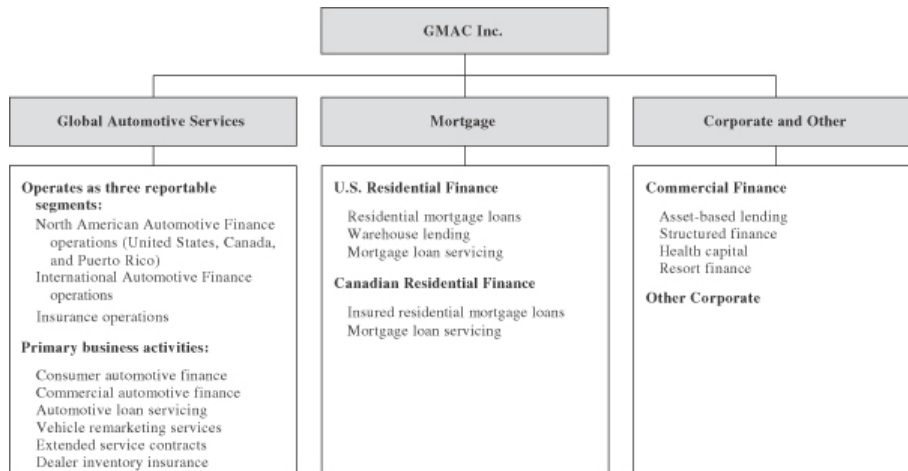 GMAC Inc.
Global Automotive Services
Mortgage
Corporate and Other
Operates as three reportable
segments:
North American Automotive Finance
operations (United States, Canada,
and Puerto Rico)
International Automotive Finance
operations
Insurance operations
Primary business activities:
Consumer automotive finance
Commercial automotive finance
Automotive loan servicing
Vehicle remarketing services
Extended service contracts
Dealer inventory insurance
U.S. Residential Finance
Residential mortgage loans
Warehouse lending
Mortgage loan servicing
Canadian Residential Finance
Insured residential mortgage loans
Mortgage loan servicing
Commercial Finance
Asset-based lending
Structured finance
Health capital
Resort finance
Other Corporate